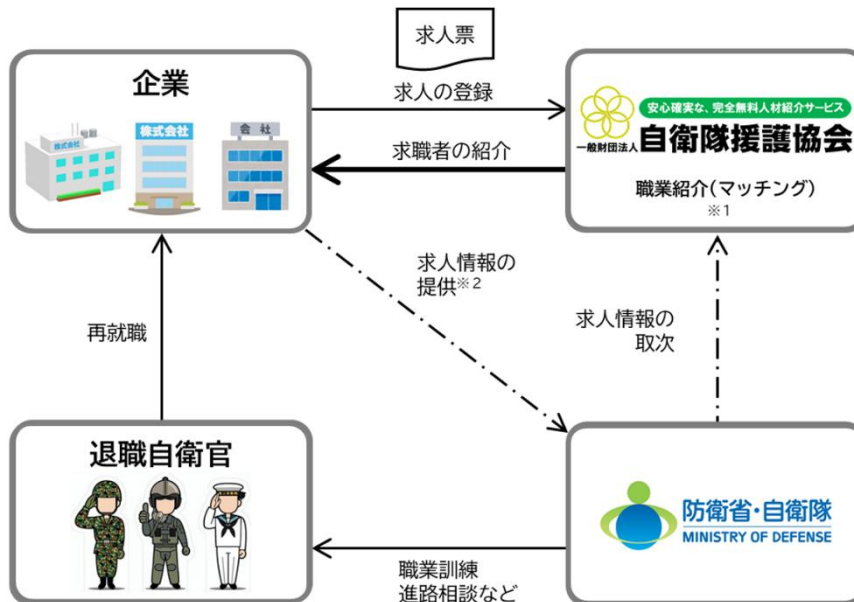 求人票
企業
株式会社
株式会社
会社
求人の登録
求職者の紹介
安心確実な、完全無料人材紹介サービス
一般財団法人 自衛隊援護協会
職業紹介(マッチング)
※1
求人情報の
提供※2
求人情報の
取次
再就職
退職自衛官
防衛省・自衛隊
MINISTRY OF DEFENSE
職業訓練
進路相談など